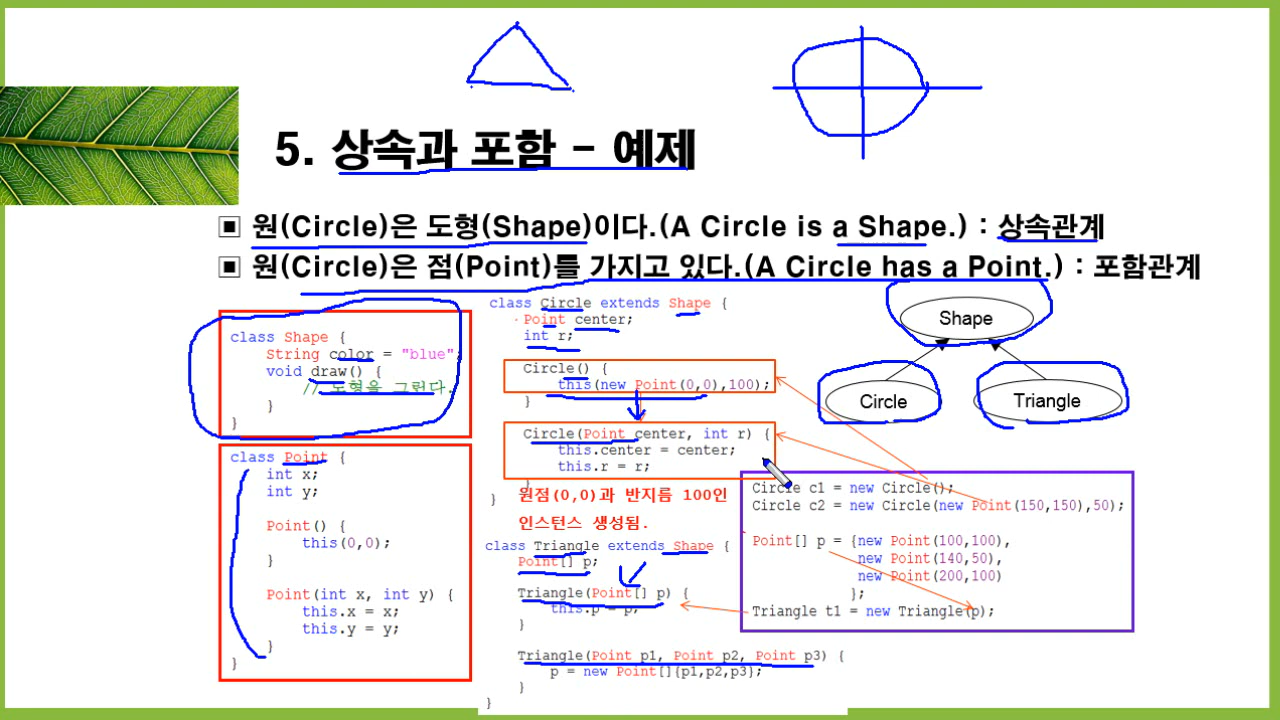 5. 상속과 포함 - 예제
▣ 원(Circle)은 도형(Shape)이다.(A Circle is a Shape.) : 상속관계
▣ 원(Circle)은 점(Point)를 가지고 있다.(A Circle has a Point.) : 포함관계
class Shape {
String color = "blue";
void draw() {
// 도형을 그린다.
}
}
class Point {
int x;
int y;
Point() {
this(0,0);
}
Point(int x, int y) {
this.x = x;
this.y = y;
}
}
class Circle extends Shape {
Point center;
int r;
Circle() {
this(new Point(0,0),100);
}
Circle(Point center, int r) {
this.center = center;
this.r = r;
}
}
원점(0,0)과 반지름 100인
인스턴스 생성됨.
class Triangle extends Shape {
Point[] p;
Triangle(Point[] p) {
this.p = p;
}
Triangle(Point p1, Point p2, Point p3) {
p = new Point[]{p1,p2,p3};
}
}
Shape
Circle
Triangle
Circle c1 = new Circle();
Circle c2 = new Circle(new Point(150,150),50);
Point[] p = {new Point(100,100),
new Point(140,50),
new Point(200,100)
};
Triangle t1 = new Triangle(p);